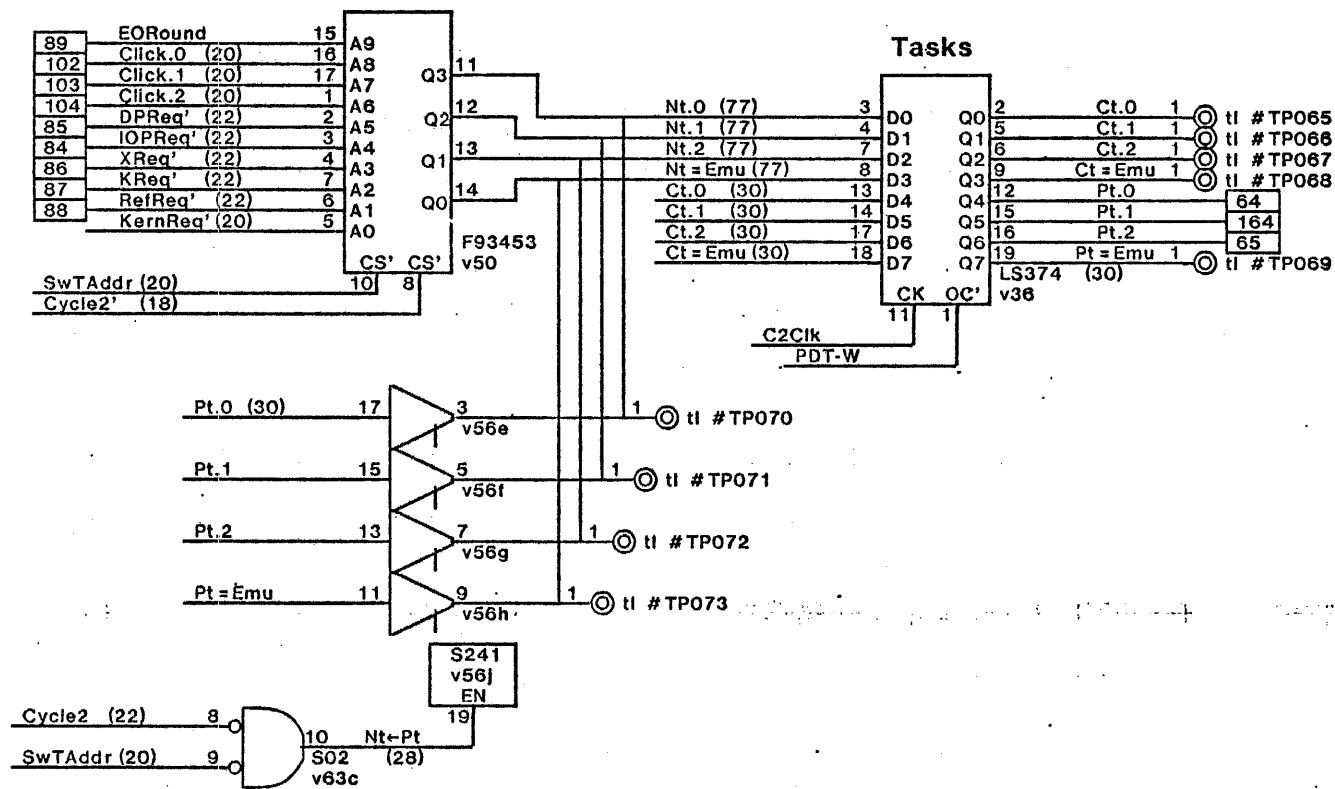 89 EORound 15 A9
102 Click.0 (20) 16 A8
103 Click.1 (20) 17 A7
104 Click.2 (20) 1 A6
85 DPReq' (22) 2 A5
84 IOPReq' (22) 3 A4
86 XReq' (22) 4 A3
87 KReq' (22) 7 A2
88 RefReq' (22) 6 A1
KernReq' (20) 5 A0
Q3 11
Q2 12
Q1 13
Q0 14
F93453
v50
CS' CS'
SwTAddr (20) 10
Cycle2' (18) 8
Tasks
Nt.0 (77) 3 D0 Q0 2 Ct.0 1 tl #TP065
Nt.1 (77) 4 D1 Q1 5 Ct.1 1 tl #TP066
Nt.2 (77) 7 D2 Q2 6 Ct.2 1 tl #TP067
Nt=Emu (77) 8 D3 Q3 9 Ct=Emu 1 tl #TP068
Ct.0 (30) 13 D4 Q4 12 Pt.0 64
Ct.1 (30) 14 D5 Q5 15 Pt.1 164
Ct.2 (30) 17 D6 Q6 16 Pt.2 65
Ct=Emu (30) 18 D7 Q7 19 Pt=Emu 1 tl #TP069
LS374 (30)
v36
CK OC'
11 1
C2Clk
PDT-W
Pt.0 (30) 17 3 v56e 1 tl #TP070
Pt.1 15 5 v56f 1 tl #TP071
Pt.2 13 7 v56g 1 tl #TP072
Pt=Emu 11 9 v56h 1 tl #TP073
S241
v56j
EN
19
Cycle2 (22) 8
SwTAddr (20) 9
10 Nt←Pt
S02 (28)
v63c